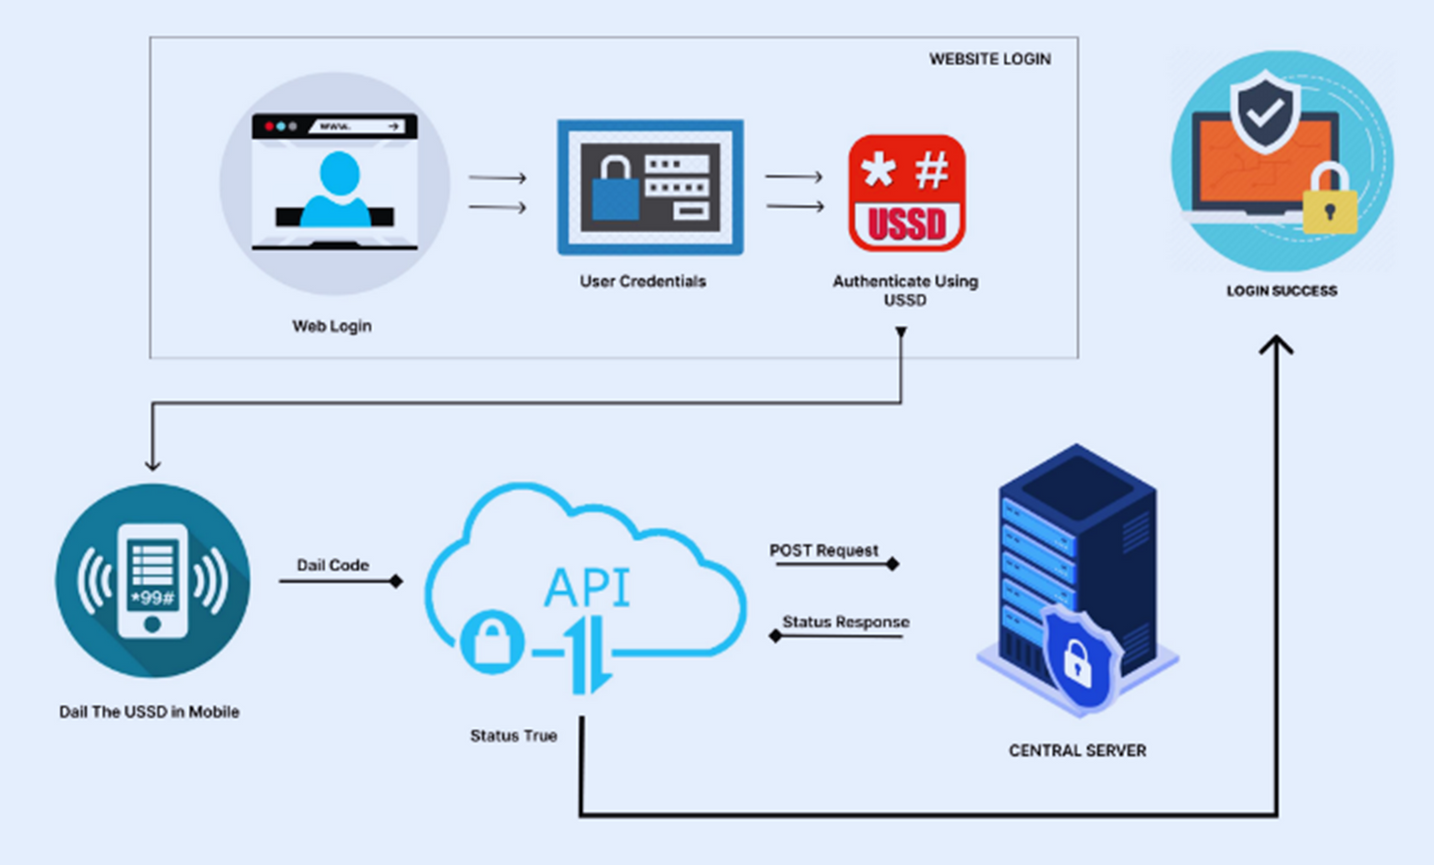 WEBSITE LOGIN
www.
* #
USSD
User Credentials
Authenticate Using
USSD
Web Login
LOGIN SUCCESS
*99#
Dail Code
API
POST Request
Status Response
Dail The USSD in Mobile
Status True
CENTRAL SERVER